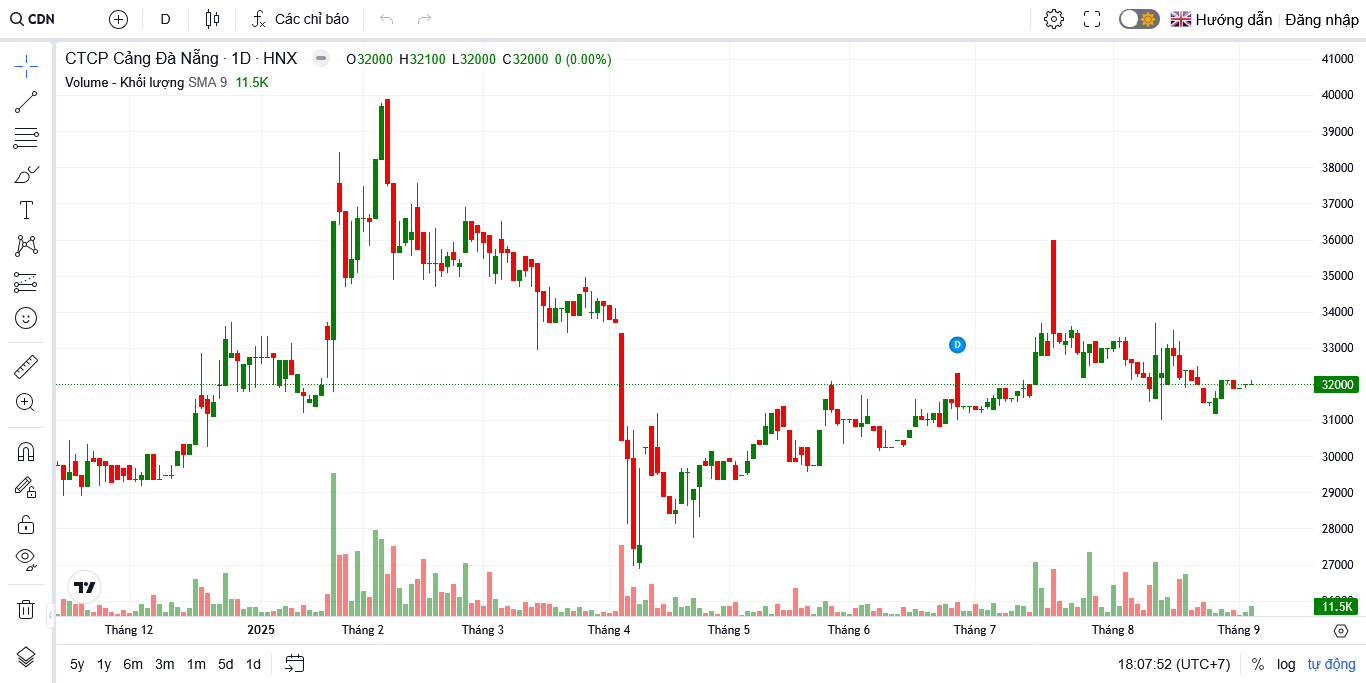 CDN D Các chỉ báo Hướng dẫn Đăng nhập
CTCP Cảng Đà Nẵng · 1D · HNX O32000 H32100 L32000 C32000 0 (0.00%)
Volume - Khối lượng SMA 9 11.5K
41000
40000
39000
38000
37000
36000
35000
34000
33000
D
32000
31000
30000
29000
28000
27000
11.5K
Tháng 12 2025 Tháng 2 Tháng 3 Tháng 4 Tháng 5 Tháng 6 Tháng 7 Tháng 8 Tháng 9
5y 1y 6m 3m 1m 5d 1d 18:07:52 (UTC+7) % log tự động